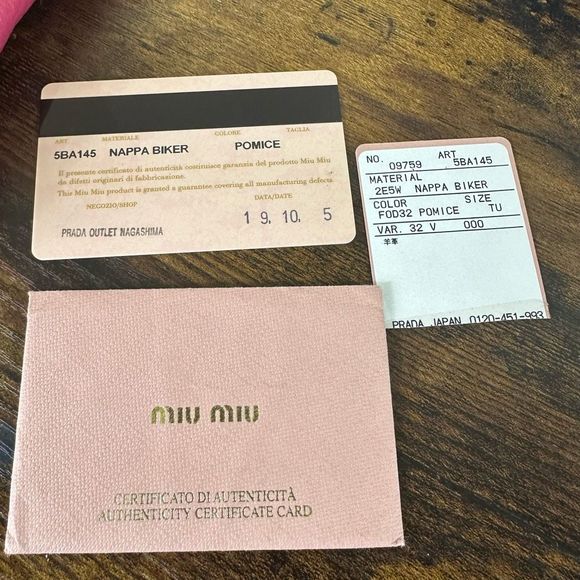 ART MATERIALE COLORE TAGLIA
5BA145 NAPPA BIKER POMICE
Il presente certificato di autenticità costituisce garanzia del prodotto Miu Miu
da difetti originari di fabbricazione.
This Miu Miu product is granted a guarantee covering all manufacturing defects.
NEGOZIO/SHOP DATA/DATE
PRADA OUTLET NAGASHIMA 19.10. 5
NO. 09759 ART 5BA145
MATERIAL
2E5W NAPPA BIKER
COLOR SIZE
F0D32 POMICE TU
VAR. 32 V 000
羊革
PRADA JAPAN 0120-451-993
MIU MIU
CERTIFICATO DI AUTENTICITÀ
AUTHENTICITY CERTIFICATE CARD